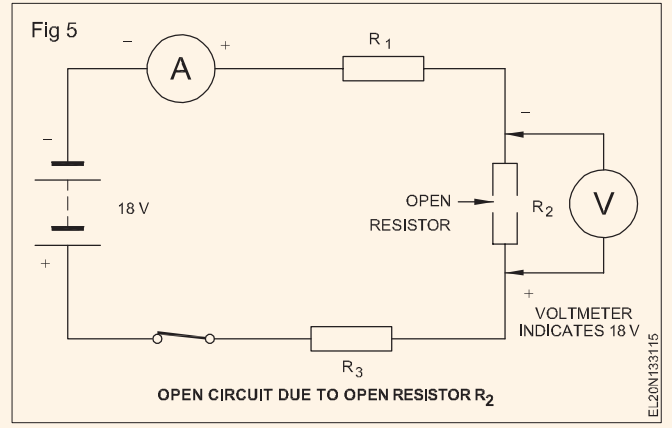 Fig 5
− A +
R1
−
18 V
+
OPEN
RESISTOR
R2
−
V
+
VOLTMETER
INDICATES 18 V
R3
OPEN CIRCUIT DUE TO OPEN RESISTOR R2
EL20N133115